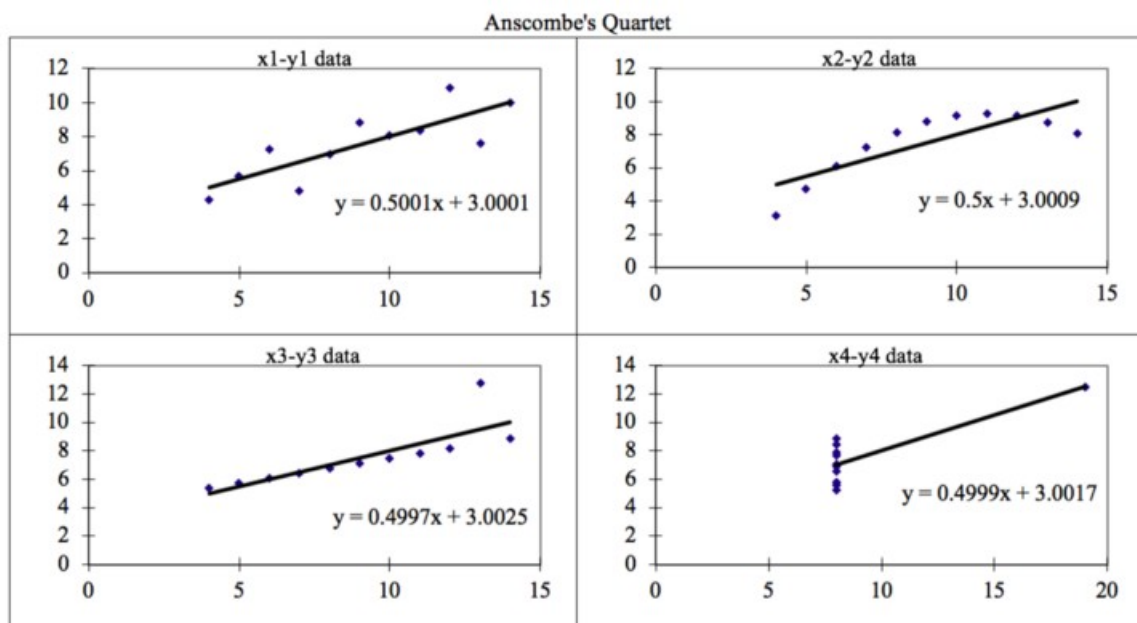 Anscombe's Quartet
x1-y1 data
12
10
8
6
4
2
0
y = 0.5001x + 3.0001
0 5 10 15
x2-y2 data
12
10
8
6
4
2
0
y = 0.5x + 3.0009
0 5 10 15
x3-y3 data
14
12
10
8
6
4
2
0
y = 0.4997x + 3.0025
0 5 10 15
x4-y4 data
14
12
10
8
6
4
2
0
y = 0.4999x + 3.0017
0 5 10 15 20